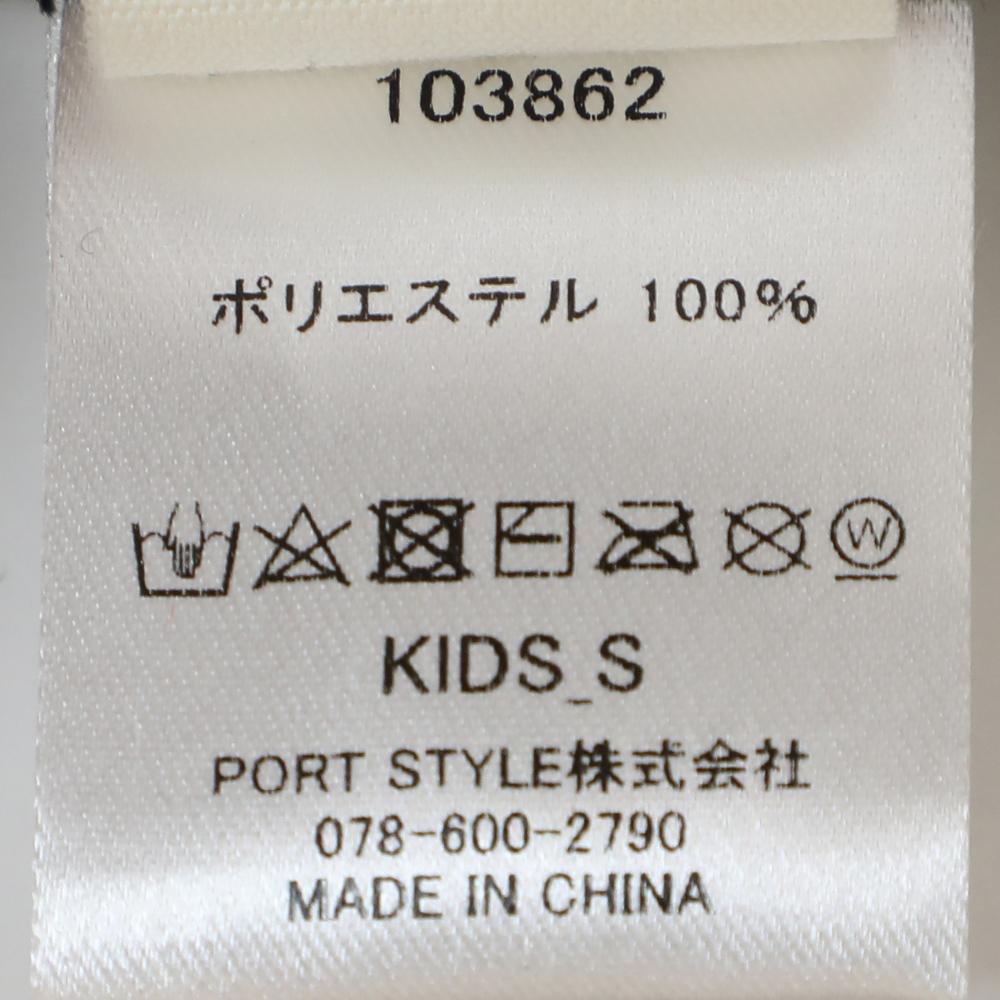 103862
ポリエステル 100%
W
KIDS_S
PORT STYLE株式会社
078-600-2790
MADE IN CHINA